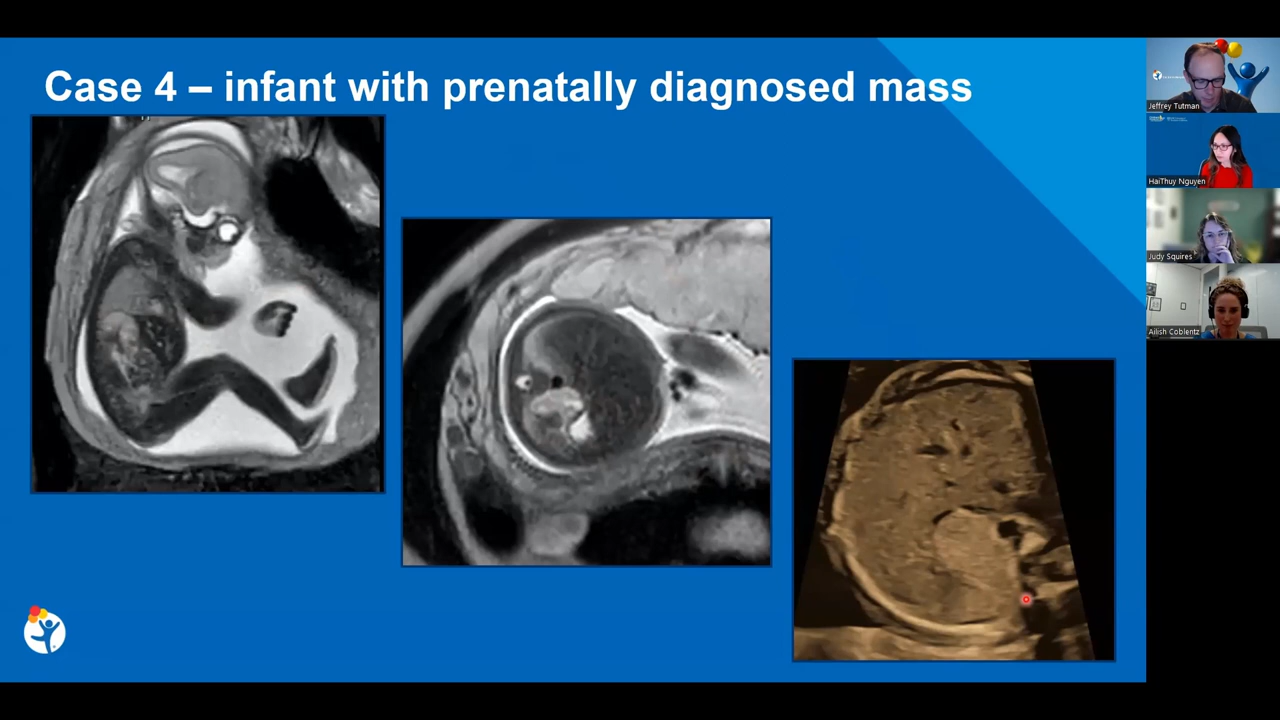 Case 4 – infant with prenatally diagnosed mass
Jeffrey Tutman
HaiThuy Nguyen
Judy Squires
Ailish Coblentz